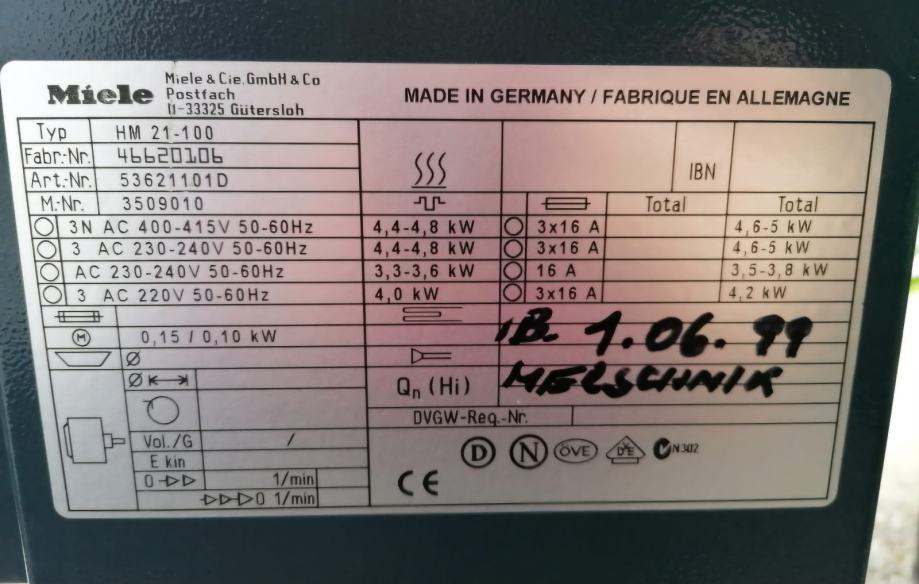 Miele
Miele & Cie. GmbH & Co
Postfach
D-33325 Gütersloh
MADE IN GERMANY / FABRIQUE EN ALLEMAGNE
Typ HM 21-100
Fabr.-Nr. 46620106
Art.-Nr. 53621101D
IBN
M.-Nr. 3509010 Total Total
3N AC 400-415V 50-60Hz 4,4-4,8 kW 3x16 A 4,6-5 kW
3 AC 230-240V 50-60Hz 4,4-4,8 kW 3x16 A 4,6-5 kW
AC 230-240V 50-60Hz 3,3-3,6 kW 16 A 3,5-3,8 kW
3 AC 220V 50-60Hz 4,0 kW 3x16 A 4,2 kW
M 0,15 / 0,10 kW
IB. 1.06.99
Ø
Ø
Qn (Hi) MELSCHNIK
DVGW-Reg.-Nr.
Vol./G /
E kin
0 1/min
0 1/min
D N ÖVE VDE N302
CE